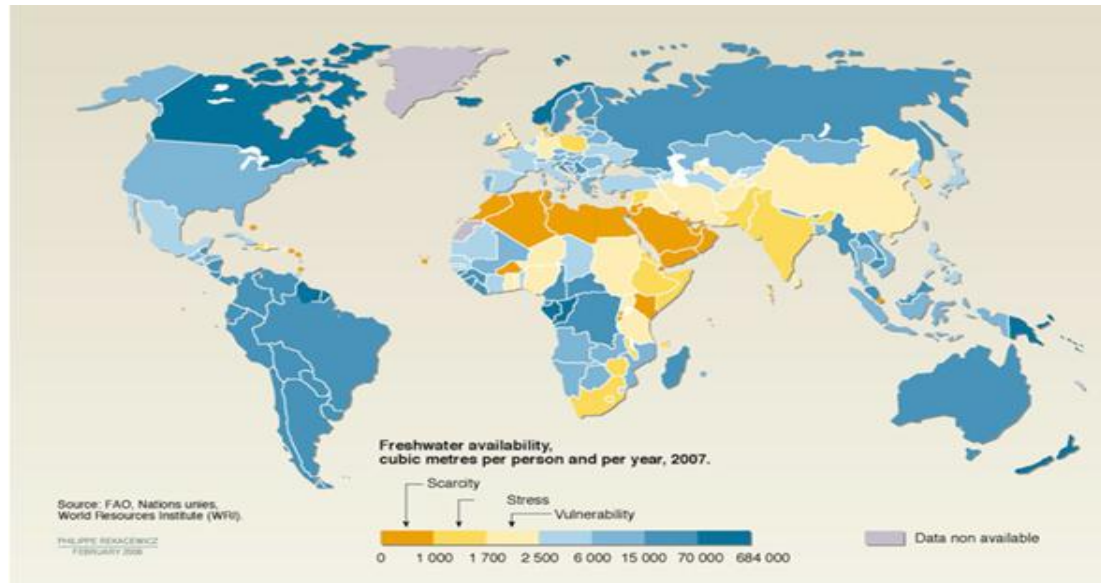 Freshwater availability,
cubic metres per person and per year, 2007.
Scarcity
Stress
Vulnerability
0 1 000 1 700 2 500 6 000 15 000 70 000 684 000
Data non available
Source: FAO, Nations unies,
World Resources Institute (WRI).
PHILIPPE REKACEWICZ
FEBRUARY 2008